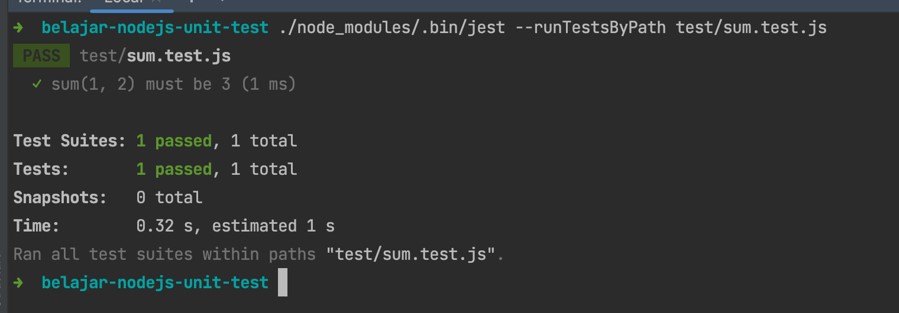 ➜ belajar-nodejs-unit-test ./node_modules/.bin/jest --runTestsByPath test/sum.test.js
PASS test/sum.test.js
✓ sum(1, 2) must be 3 (1 ms)
Test Suites: 1 passed, 1 total
Tests: 1 passed, 1 total
Snapshots: 0 total
Time: 0.32 s, estimated 1 s
Ran all test suites within paths "test/sum.test.js".
➜ belajar-nodejs-unit-test